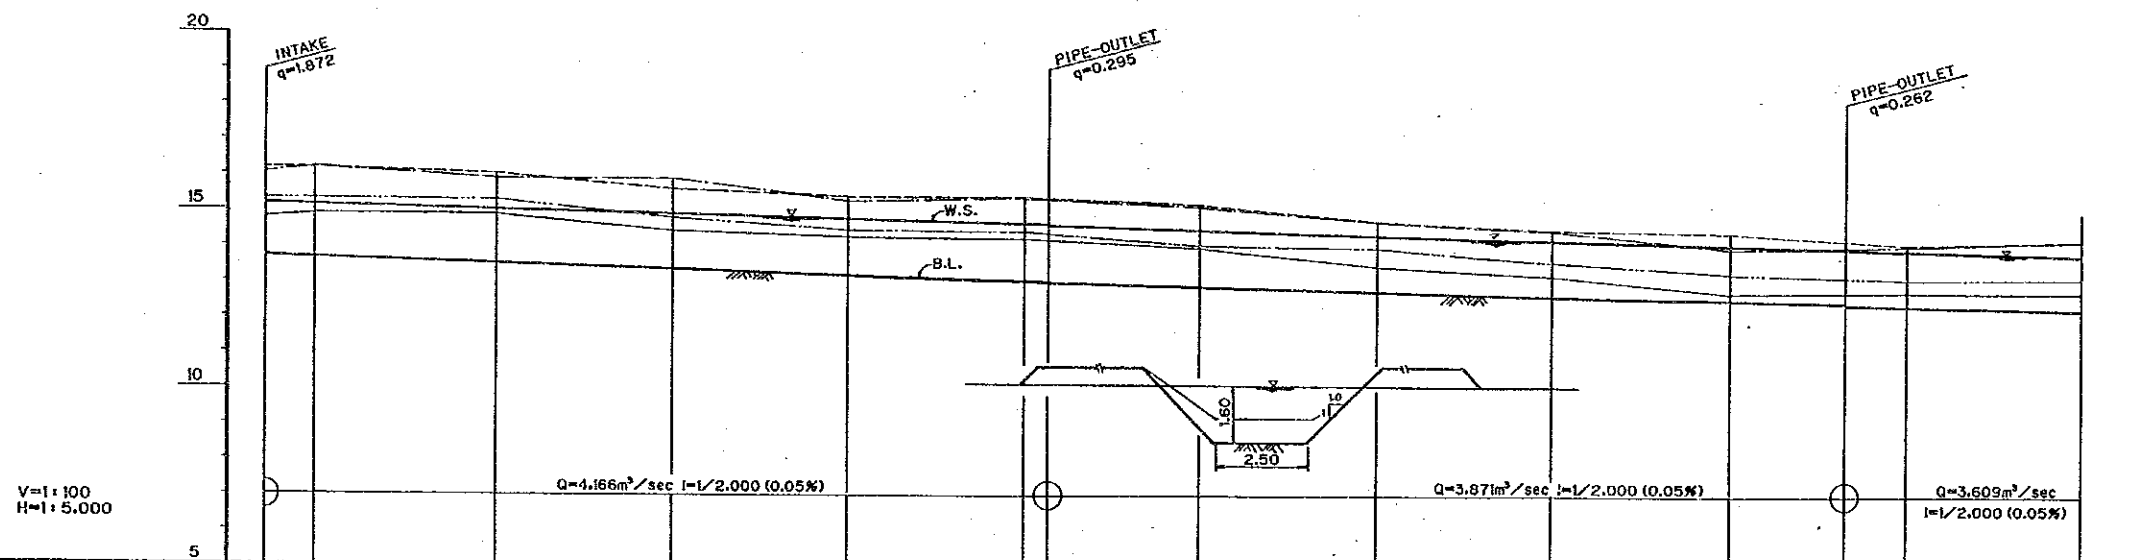 20
INTAKE
q=1.872
PIPE-OUTLET
q=0.295
PIPE-OUTLET
q=0.262
15
W.S.
B.L.
10
1.60
1.0
1
2.50
V=1:100
H=1:5.000
Q=4.166m³/sec I=1/2.000 (0.05%)
Q=3.871m³/sec I=1/2.000 (0.05%)
Q=3.609m³/sec
I=1/2.000 (0.05%)
5